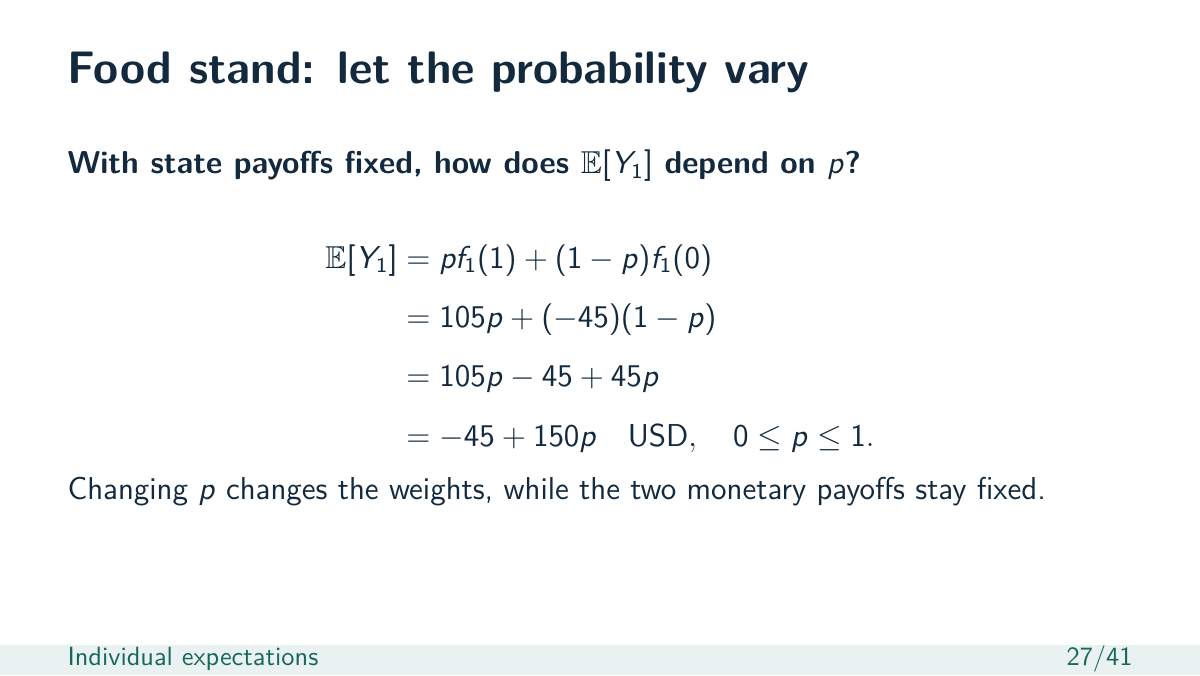 Food stand: let the probability vary
With state payoffs fixed, how does 𝔼[Y₁] depend on p?
𝔼[Y₁] = pf₁(1) + (1 − p)f₁(0)
= 105p + (−45)(1 − p)
= 105p − 45 + 45p
= −45 + 150p USD, 0 ≤ p ≤ 1.
Changing p changes the weights, while the two monetary payoffs stay fixed.
Individual expectations 27/41